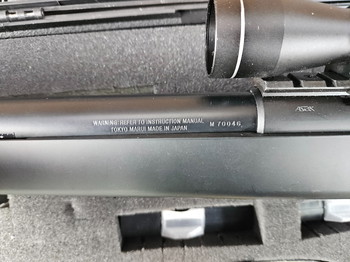 WARNING: REFER TO INSTRUCTION MANUAL
TOKYO MARUI MADE IN JAPAN
M 70046